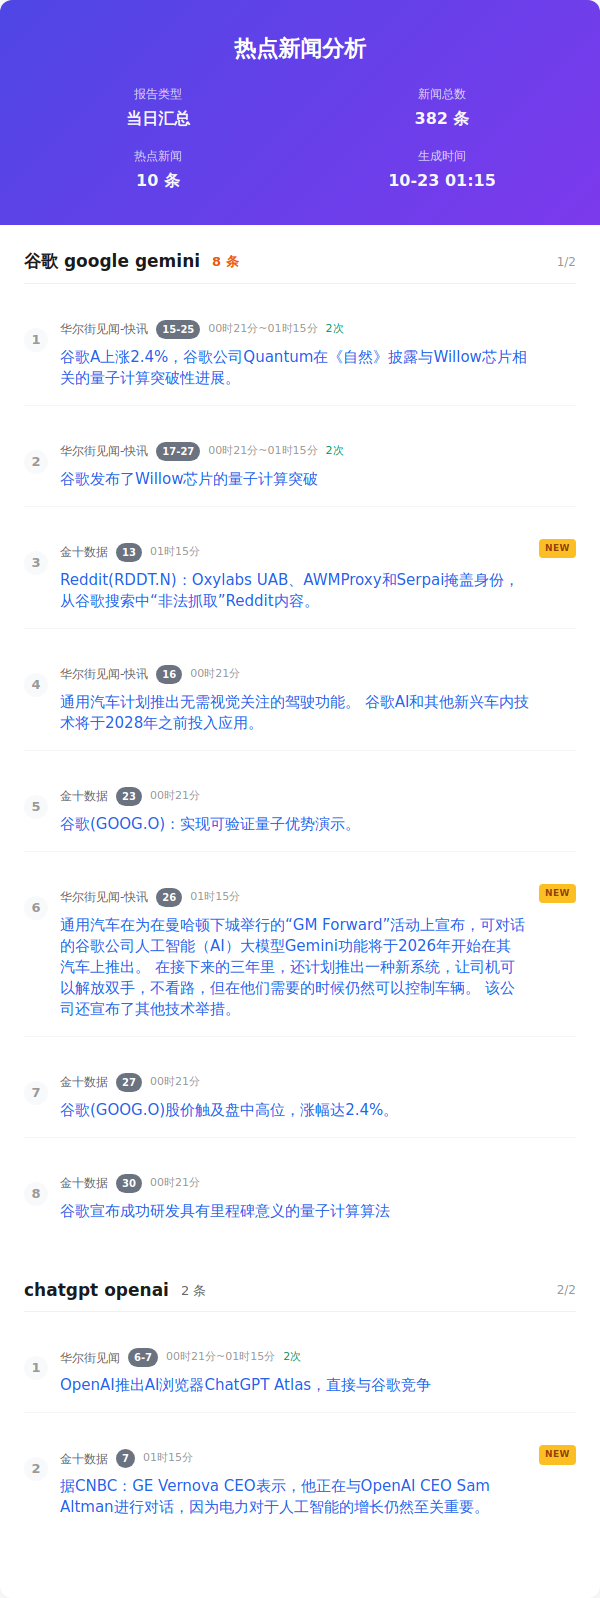 热点新闻分析
报告类型
新闻总数
当日汇总
382 条
热点新闻
生成时间
10 条
10-23 01:15
谷歌 google gemini 8 条 1/2
1 华尔街见闻-快讯 15-25 00时21分~01时15分 2次
谷歌A上涨2.4%，谷歌公司Quantum在《自然》披露与Willow芯片相
关的量子计算突破性进展。
2 华尔街见闻-快讯 17-27 00时21分~01时15分 2次
谷歌发布了Willow芯片的量子计算突破
3 金十数据 13 01时15分 NEW
Reddit(RDDT.N)：Oxylabs UAB、AWMProxy和Serpai掩盖身份，
从谷歌搜索中“非法抓取”Reddit内容。
4 华尔街见闻-快讯 16 00时21分
通用汽车计划推出无需视觉关注的驾驶功能。 谷歌AI和其他新兴车内技
术将于2028年之前投入应用。
5 金十数据 23 00时21分
谷歌(GOOG.O)：实现可验证量子优势演示。
6 华尔街见闻-快讯 26 01时15分 NEW
通用汽车在为在曼哈顿下城举行的“GM Forward”活动上宣布，可对话
的谷歌公司人工智能（AI）大模型Gemini功能将于2026年开始在其
汽车上推出。 在接下来的三年里，还计划推出一种新系统，让司机可
以解放双手，不看路，但在他们需要的时候仍然可以控制车辆。 该公
司还宣布了其他技术举措。
7 金十数据 27 00时21分
谷歌(GOOG.O)股价触及盘中高位，涨幅达2.4%。
8 金十数据 30 00时21分
谷歌宣布成功研发具有里程碑意义的量子计算算法
chatgpt openai 2 条 2/2
1 华尔街见闻 6-7 00时21分~01时15分 2次
OpenAI推出AI浏览器ChatGPT Atlas，直接与谷歌竞争
2 金十数据 7 01时15分 NEW
据CNBC：GE Vernova CEO表示，他正在与OpenAI CEO Sam
Altman进行对话，因为电力对于人工智能的增长仍然至关重要。